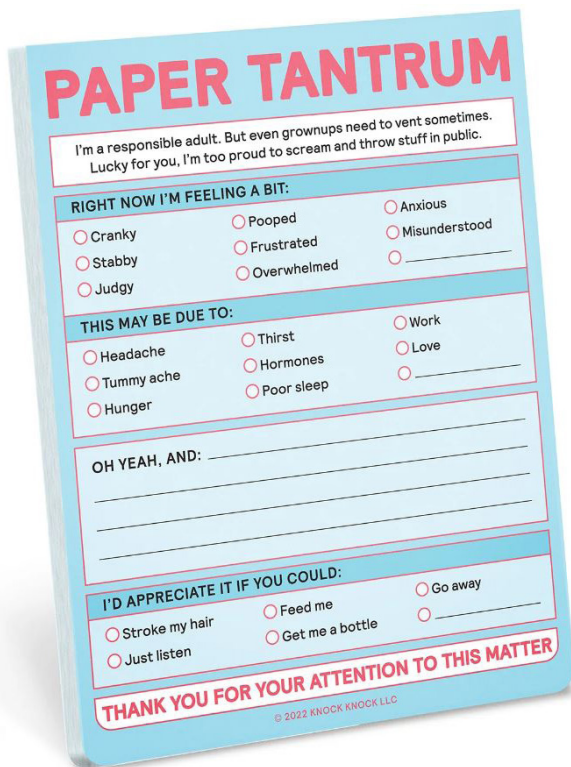 PAPER TANTRUM
I'm a responsible adult. But even grownups need to vent sometimes.
Lucky for you, I'm too proud to scream and throw stuff in public.
RIGHT NOW I'M FEELING A BIT:
Cranky
Stabby
Judgy
Pooped
Frustrated
Overwhelmed
Anxious
Misunderstood
THIS MAY BE DUE TO:
Headache
Tummy ache
Hunger
Thirst
Hormones
Poor sleep
Work
Love
OH YEAH, AND:
I'D APPRECIATE IT IF YOU COULD:
Stroke my hair
Just listen
Feed me
Get me a bottle
Go away
THANK YOU FOR YOUR ATTENTION TO THIS MATTER
© 2022 KNOCK KNOCK LLC